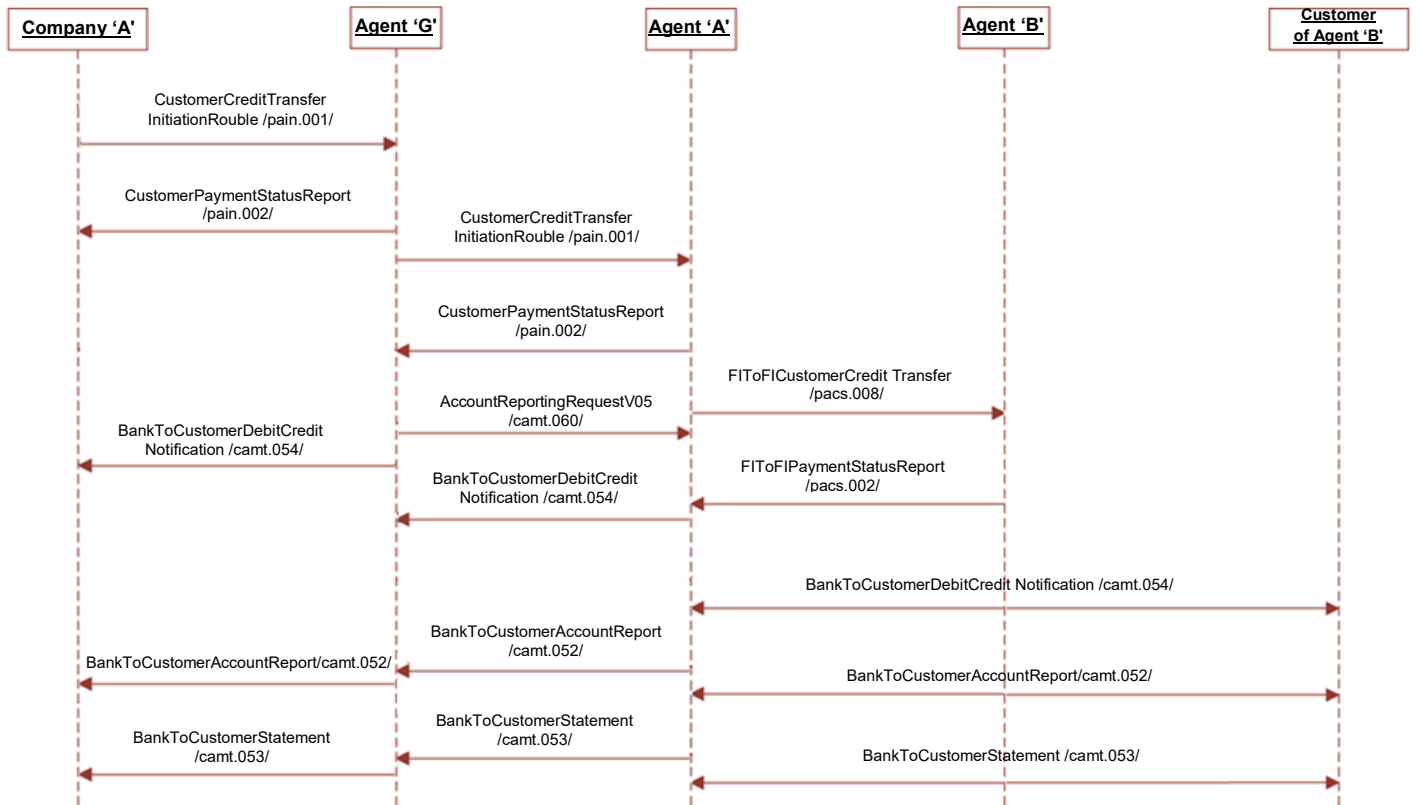 Company ‘A'
Agent ‘G'
Agent ‘A'
Agent ‘B'
Customer
of Agent ‘B'
CustomerCreditTransfer
InitiationRouble /pain.001/
CustomerPaymentStatusReport
/pain.002/
CustomerCreditTransfer
InitiationRouble /pain.001/
CustomerPaymentStatusReport
/pain.002/
FIToFICustomerCredit Transfer
/pacs.008/
AccountReportingRequestV05
/camt.060/
BankToCustomerDebitCredit
Notification /camt.054/
FIToFIPaymentStatusReport
/pacs.002/
BankToCustomerDebitCredit
Notification /camt.054/
BankToCustomerDebitCredit Notification /camt.054/
BankToCustomerAccountReport
/camt.052/
BankToCustomerAccountReport/camt.052/
BankToCustomerAccountReport/camt.052/
BankToCustomerStatement
/camt.053/
BankToCustomerStatement
/camt.053/
BankToCustomerStatement /camt.053/